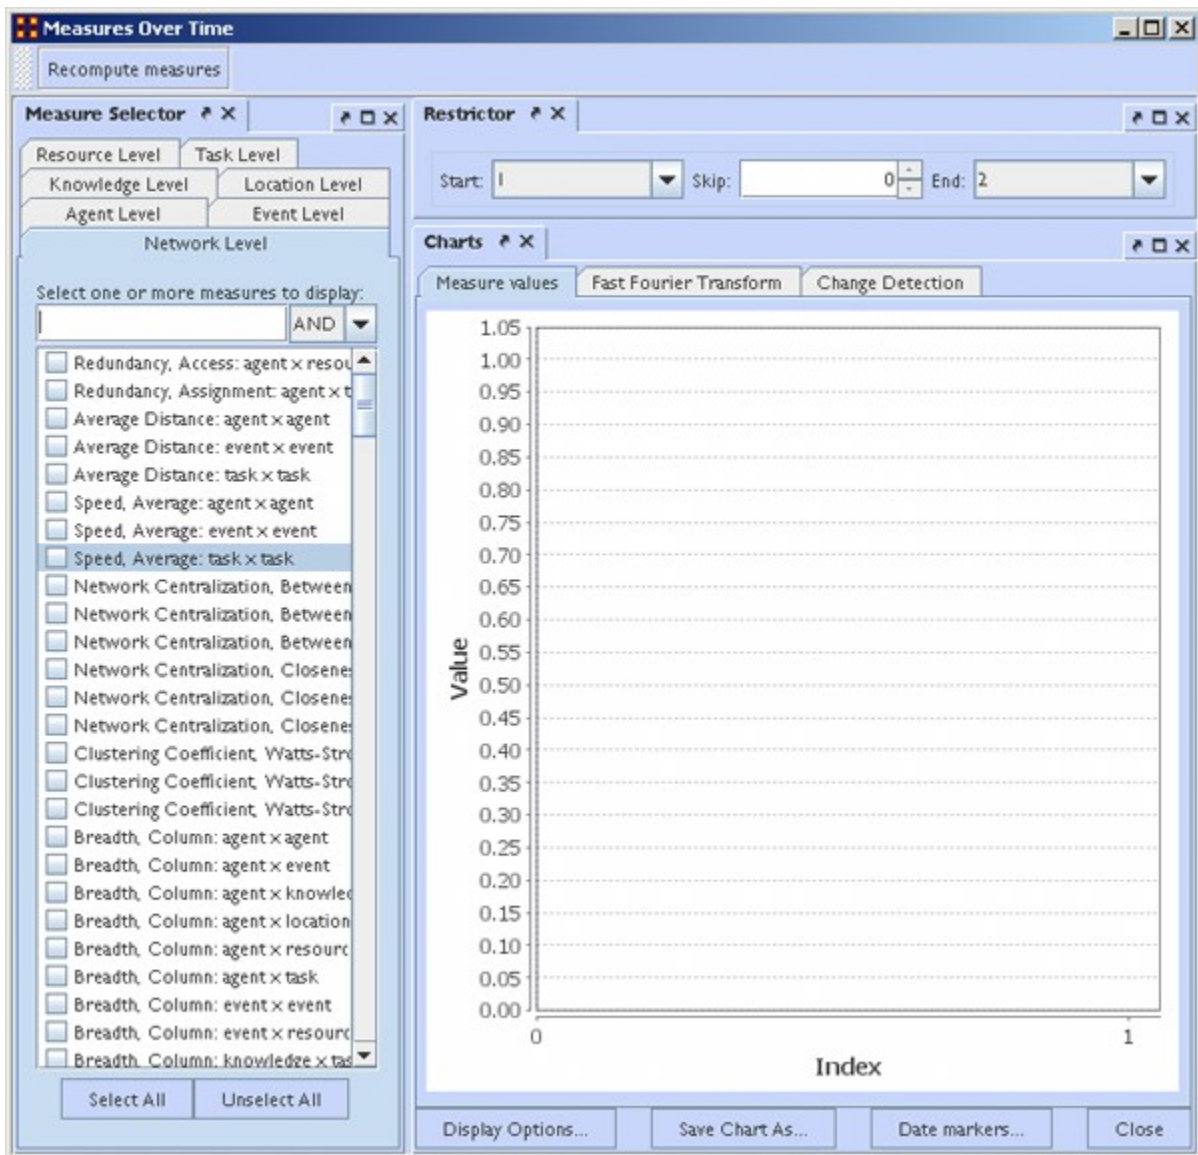 Measures Over Time
Recompute measures
Measure Selector
Resource Level Task Level
Knowledge Level Location Level
Agent Level Event Level
Network Level
Select one or more measures to display:
AND
Redundancy, Access: agent x resou
Redundancy, Assignment: agent x t
Average Distance: agent x agent
Average Distance: event x event
Average Distance: task x task
Speed, Average: agent x agent
Speed, Average: event x event
Speed, Average: task x task
Network Centralization, Between
Network Centralization, Between
Network Centralization, Between
Network Centralization, Closene
Network Centralization, Closene
Network Centralization, Closene
Clustering Coefficient, Watts-Stro
Clustering Coefficient, Watts-Stro
Clustering Coefficient, Watts-Stro
Breadth, Column: agent x agent
Breadth, Column: agent x event
Breadth, Column: agent x knowled
Breadth, Column: agent x location
Breadth, Column: agent x resourc
Breadth, Column: agent x task
Breadth, Column: event x event
Breadth, Column: event x resourc
Breadth, Column: knowledge x tas
Select All Unselect All
Restrictor
Start: 1 Skip: 0 End: 2
Charts
Measure values Fast Fourier Transform Change Detection
1.05
1.00
0.95
0.90
0.85
0.80
0.75
0.70
0.65
0.60
0.55
0.50
0.45
0.40
0.35
0.30
0.25
0.20
0.15
0.10
0.05
0.00
Value
0 1
Index
Display Options... Save Chart As... Date markers... Close